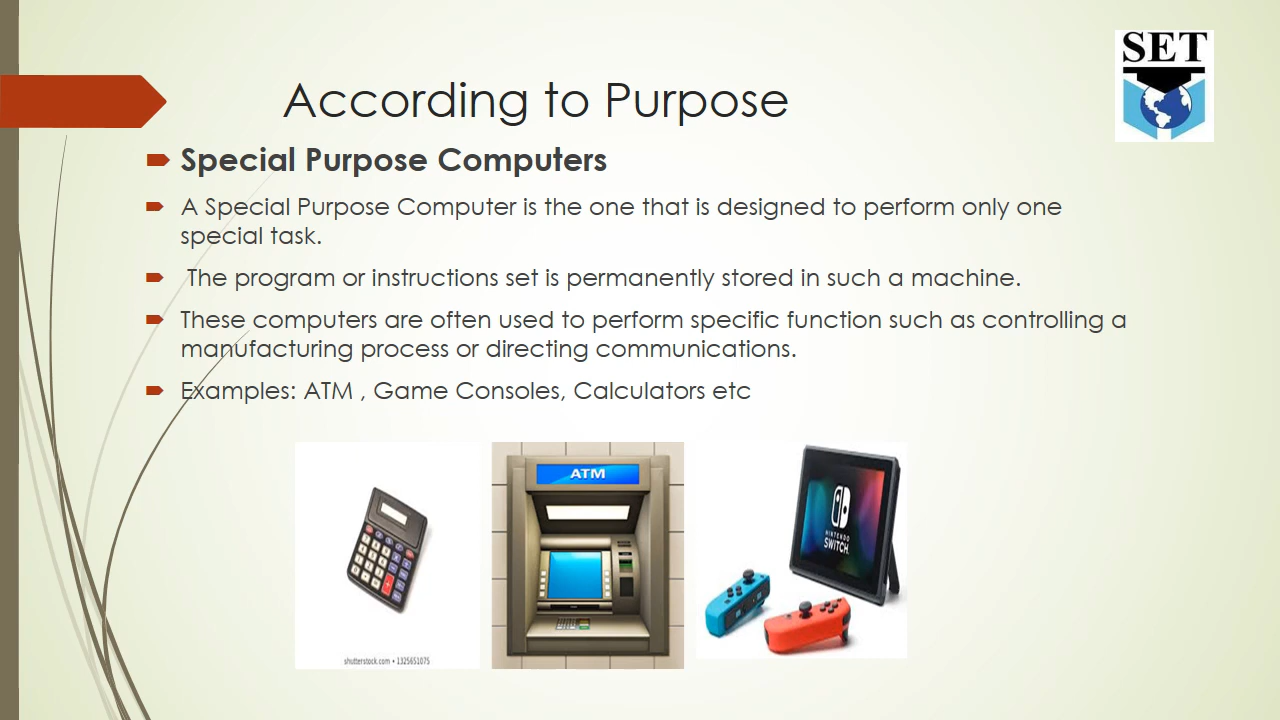 SET
According to Purpose
Special Purpose Computers
A Special Purpose Computer is the one that is designed to perform only one
special task.
The program or instructions set is permanently stored in such a machine.
These computers are often used to perform specific function such as controlling a
manufacturing process or directing communications.
Examples: ATM , Game Consoles, Calculators etc
ATM
NINTENDO
SWITCH
shutterstock.com • 1325651075